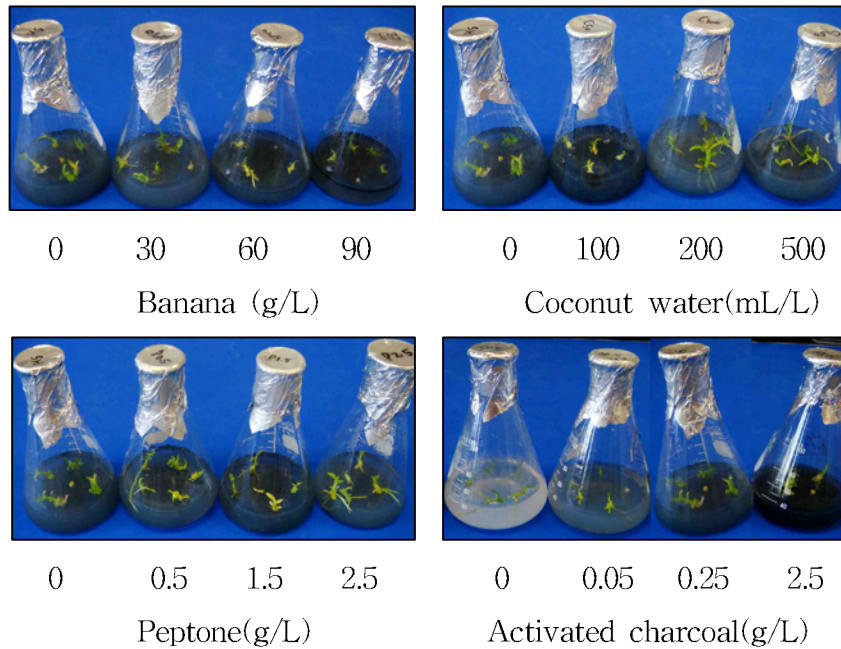 0 30 60 90
Banana (g/L)
0 100 200 500
Coconut water(mL/L)
0 0.5 1.5 2.5
Peptone(g/L)
0 0.05 0.25 2.5
Activated charcoal(g/L)